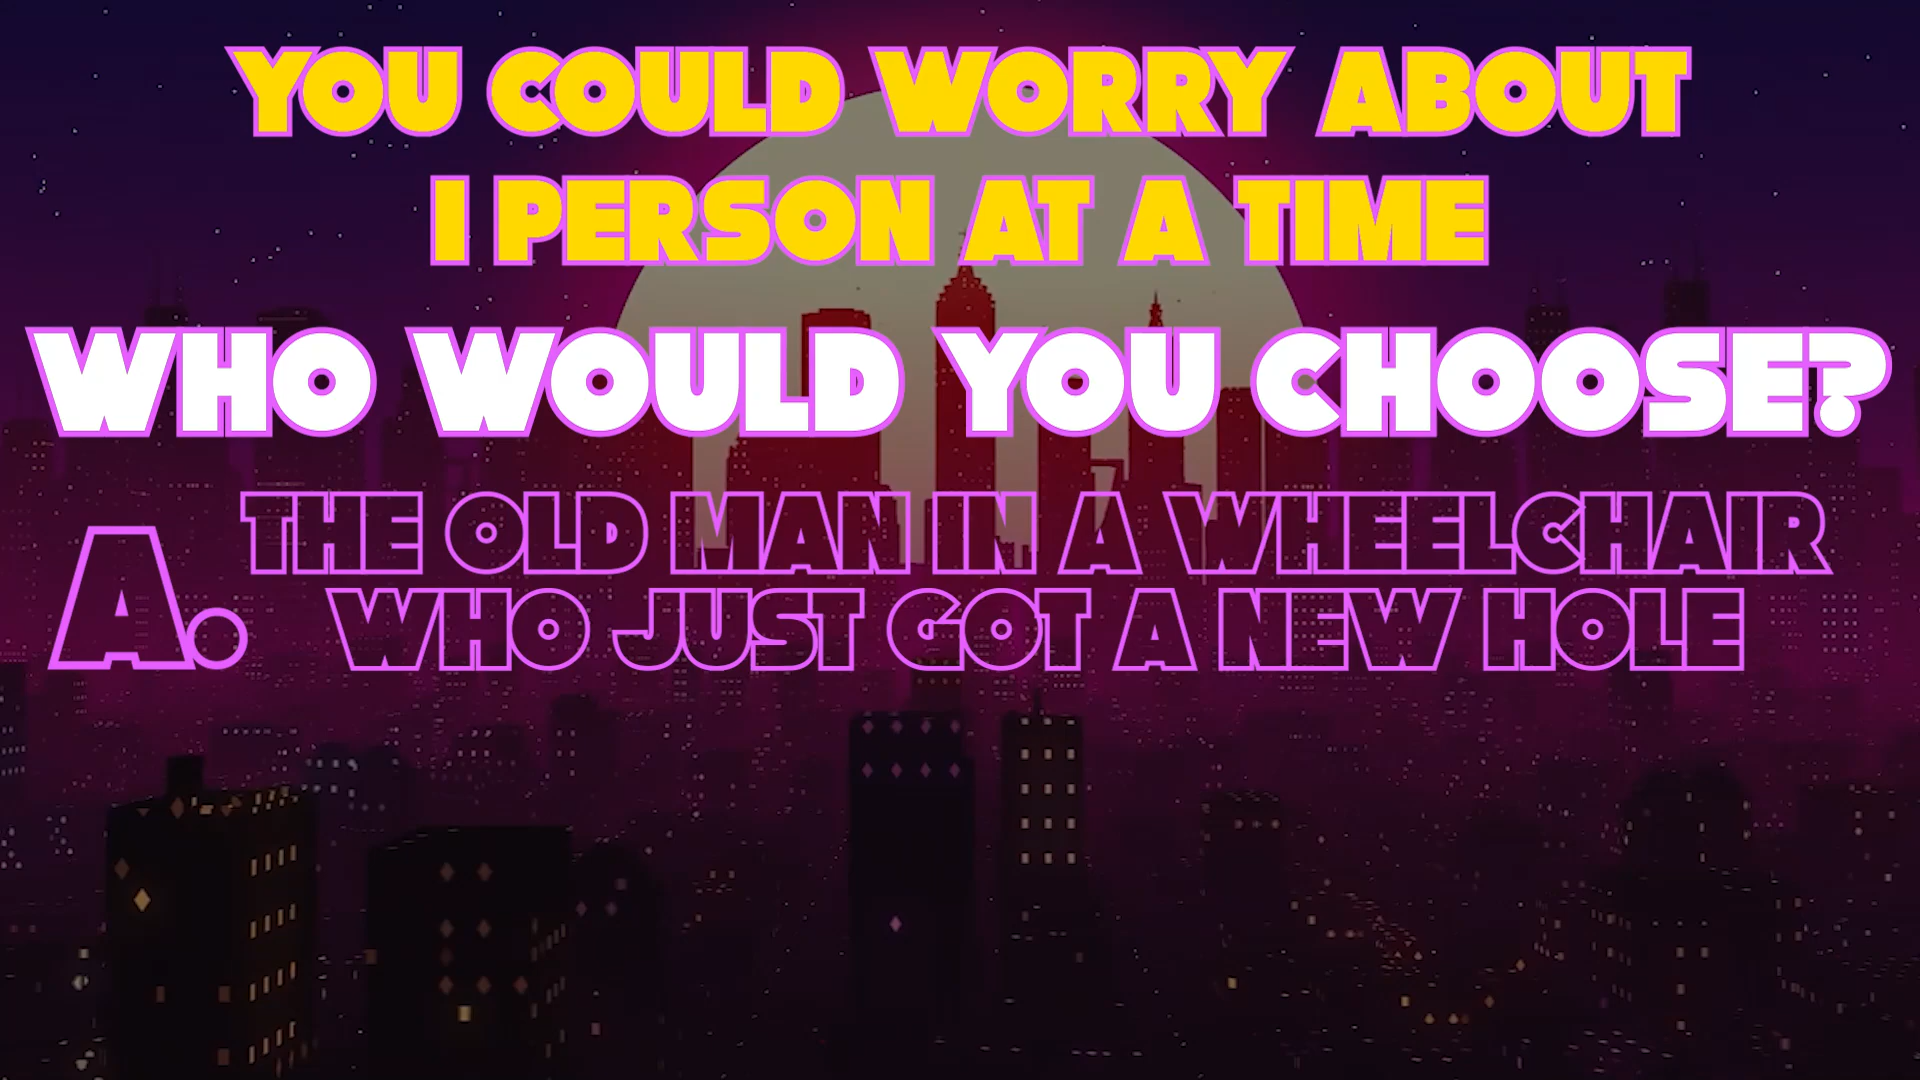 YOU COULD WORRY ABOUT
1 PERSON AT A TIME
WHO WOULD YOU CHOOSE?
A. THE OLD MAN IN A WHEELCHAIR
WHO JUST GOT A NEW HOLE